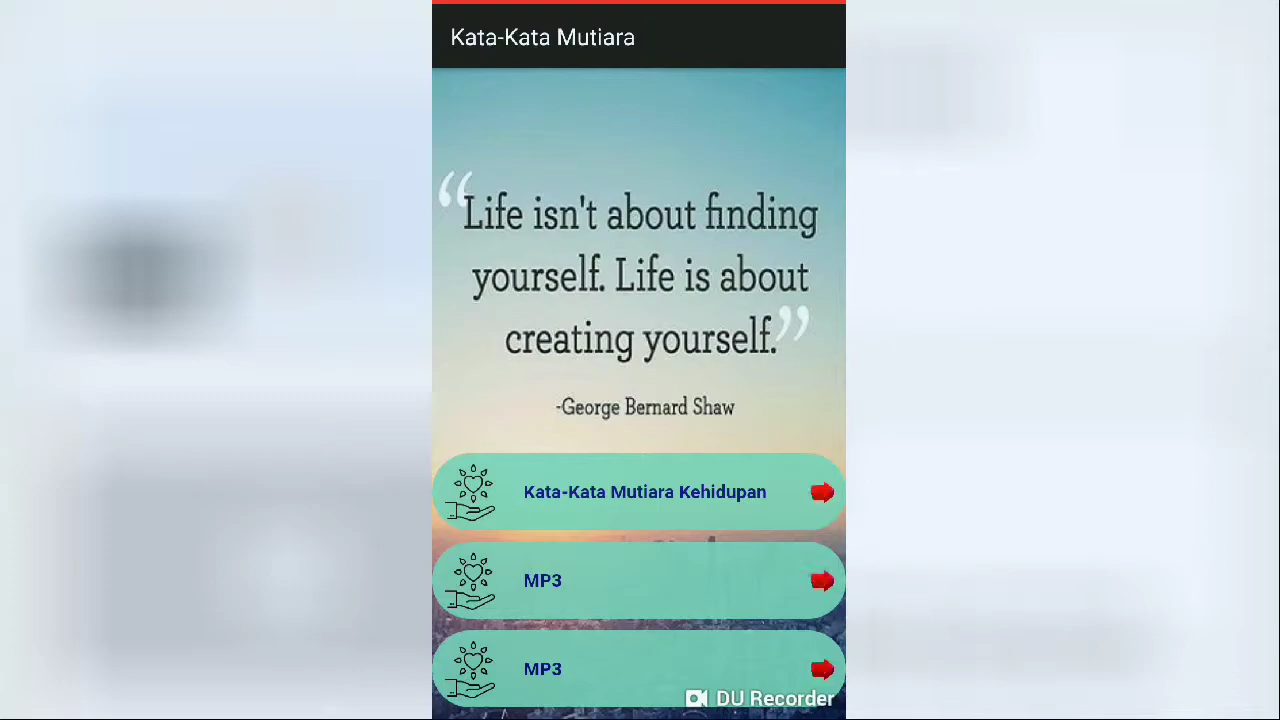 Kata-Kata Mutiara
“Life isn't about finding
yourself. Life is about
creating yourself.”
-George Bernard Shaw
Kata-Kata Mutiara Kehidupan
MP3
MP3
DU Recorder